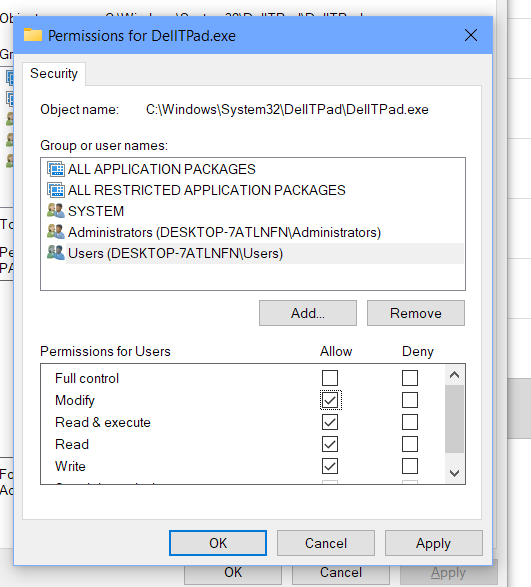 Permissions for DellTPad.exe
Security
Object name: C:\Windows\System32\DellTPad\DellTPad.exe
Group or user names:
ALL APPLICATION PACKAGES
ALL RESTRICTED APPLICATION PACKAGES
SYSTEM
Administrators (DESKTOP-7ATLNFN\Administrators)
Users (DESKTOP-7ATLNFN\Users)
Add...
Remove
Permissions for Users Allow Deny
Full control
Modify
Read & execute
Read
Write
OK Cancel Apply
OK Cancel Apply